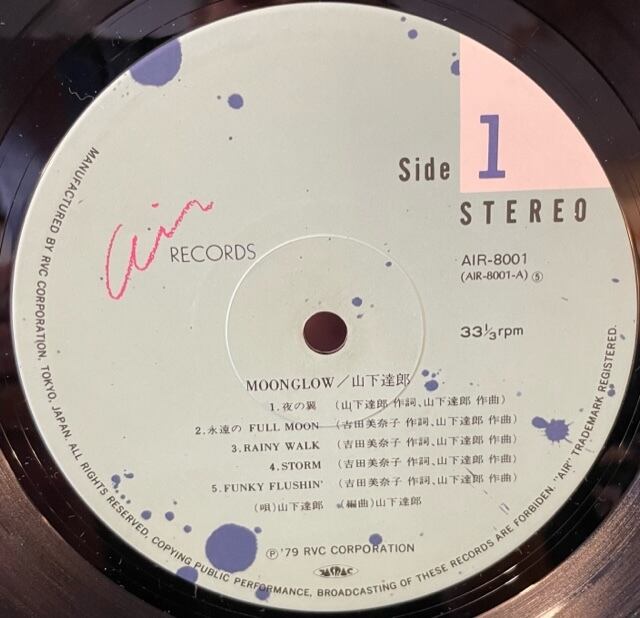 Side 1
STEREO
air RECORDS
AIR-8001
(AIR-8001-A) ⑤
33⅓rpm
MOONGLOW／山下達郎
1.夜の翼 (山下達郎 作詞、山下達郎 作曲)
2.永遠の FULL MOON (吉田美奈子 作詞、山下達郎 作曲)
3.RAINY WALK (吉田美奈子 作詞、山下達郎 作曲)
4.STORM (吉田美奈子 作詞、山下達郎 作曲)
5.FUNKY FLUSHIN' (吉田美奈子 作詞、山下達郎 作曲)
(唄)山下達郎 (編曲)山下達郎
Ⓟ'79 RVC CORPORATION
JASRAC
MANUFACTURED BY RVC CORPORATION, TOKYO, JAPAN. ALL RIGHTS RESERVED, COPYING PUBLIC PERFORMANCE, BROADCASTING OF THESE RECORDS ARE FORBIDEN. "AIR" TRADEMARK REGISTERED.